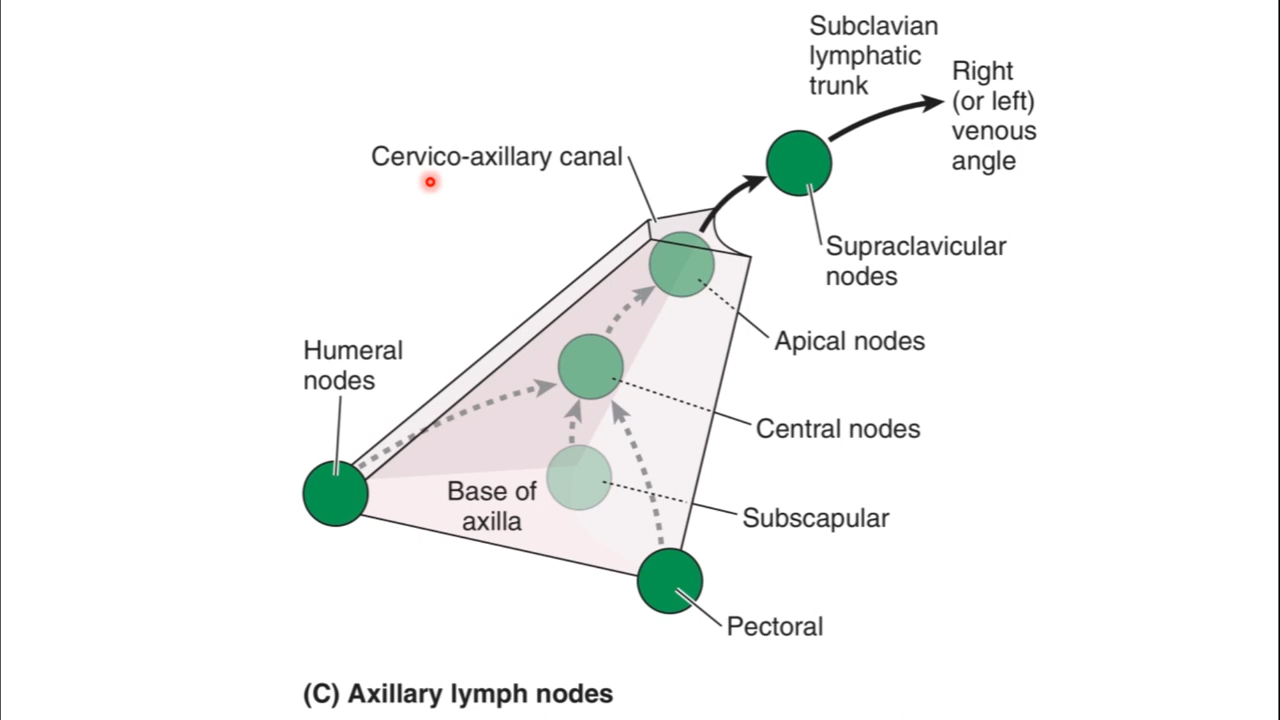 Subclavian
lymphatic
trunk
Right
(or left)
venous
angle
Cervico-axillary canal
Supraclavicular
nodes
Apical nodes
Humeral
nodes
Central nodes
Base of
axilla
Subscapular
Pectoral
(C) Axillary lymph nodes